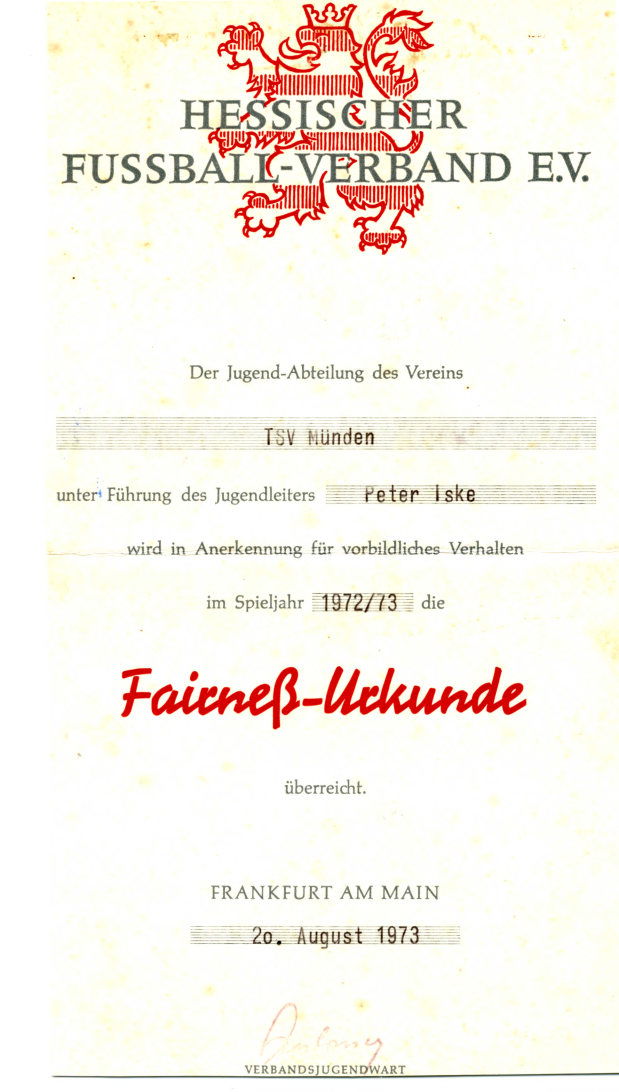 HESSISCHER
FUSSBALL-VERBAND E.V.
Der Jugend-Abteilung des Vereins
TSV Münden
unter Führung des Jugendleiters Peter Iske
wird in Anerkennung für vorbildliches Verhalten
im Spieljahr 1972/73 die
Fairneß-Urkunde
überreicht.
FRANKFURT AM MAIN
2o. August 1973
VERBANDSJUGENDWART